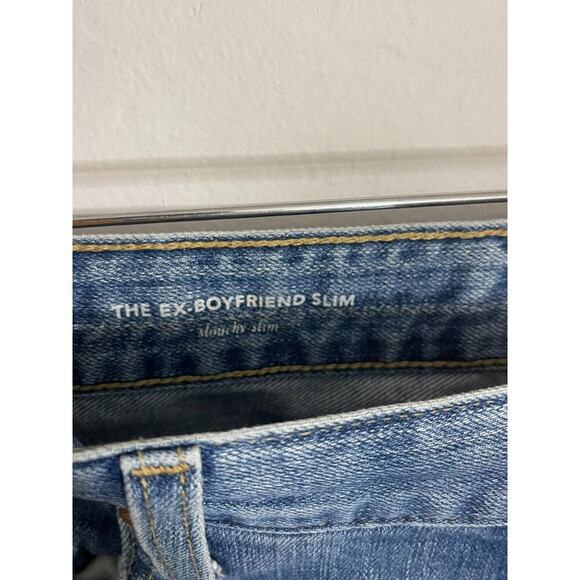 THE EX-BOYFRIEND SLIM
slouchy slim